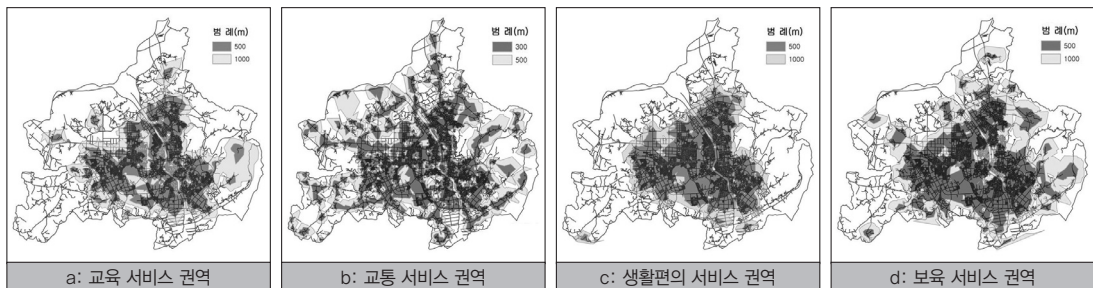 범 례(m)
500
1000
a: 교육 서비스 권역
범 례(m)
300
500
b: 교통 서비스 권역
범 례(m)
500
1000
c: 생활편의 서비스 권역
범 례(m)
500
1000
d: 보육 서비스 권역